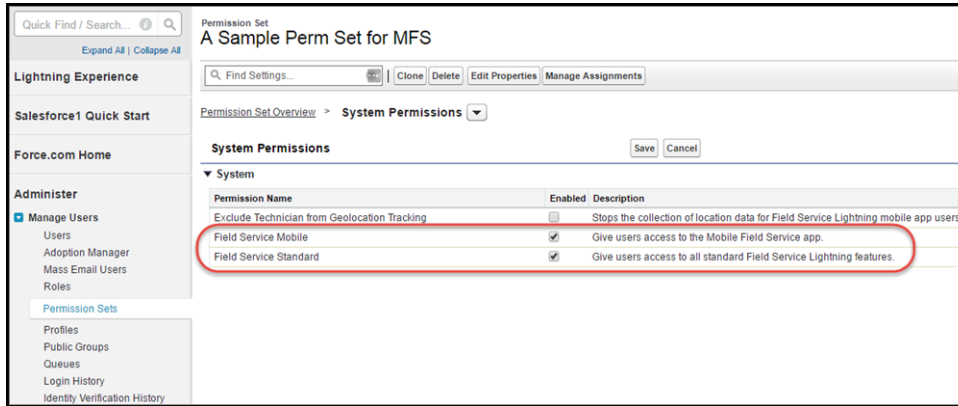 Quick Find / Search...
Expand All | Collapse All
Lightning Experience
Salesforce1 Quick Start
Force.com Home
Administer
Manage Users
Users
Adoption Manager
Mass Email Users
Roles
Permission Sets
Profiles
Public Groups
Queues
Login History
Identity Verification History
Permission Set
A Sample Perm Set for MFS
Find Settings... | Clone Delete Edit Properties Manage Assignments
Permission Set Overview > System Permissions
System Permissions Save Cancel
System
Permission Name Enabled Description
Exclude Technician from Geolocation Tracking Stops the collection of location data for Field Service Lightning mobile app users
Field Service Mobile Give users access to the Mobile Field Service app.
Field Service Standard Give users access to all standard Field Service Lightning features.